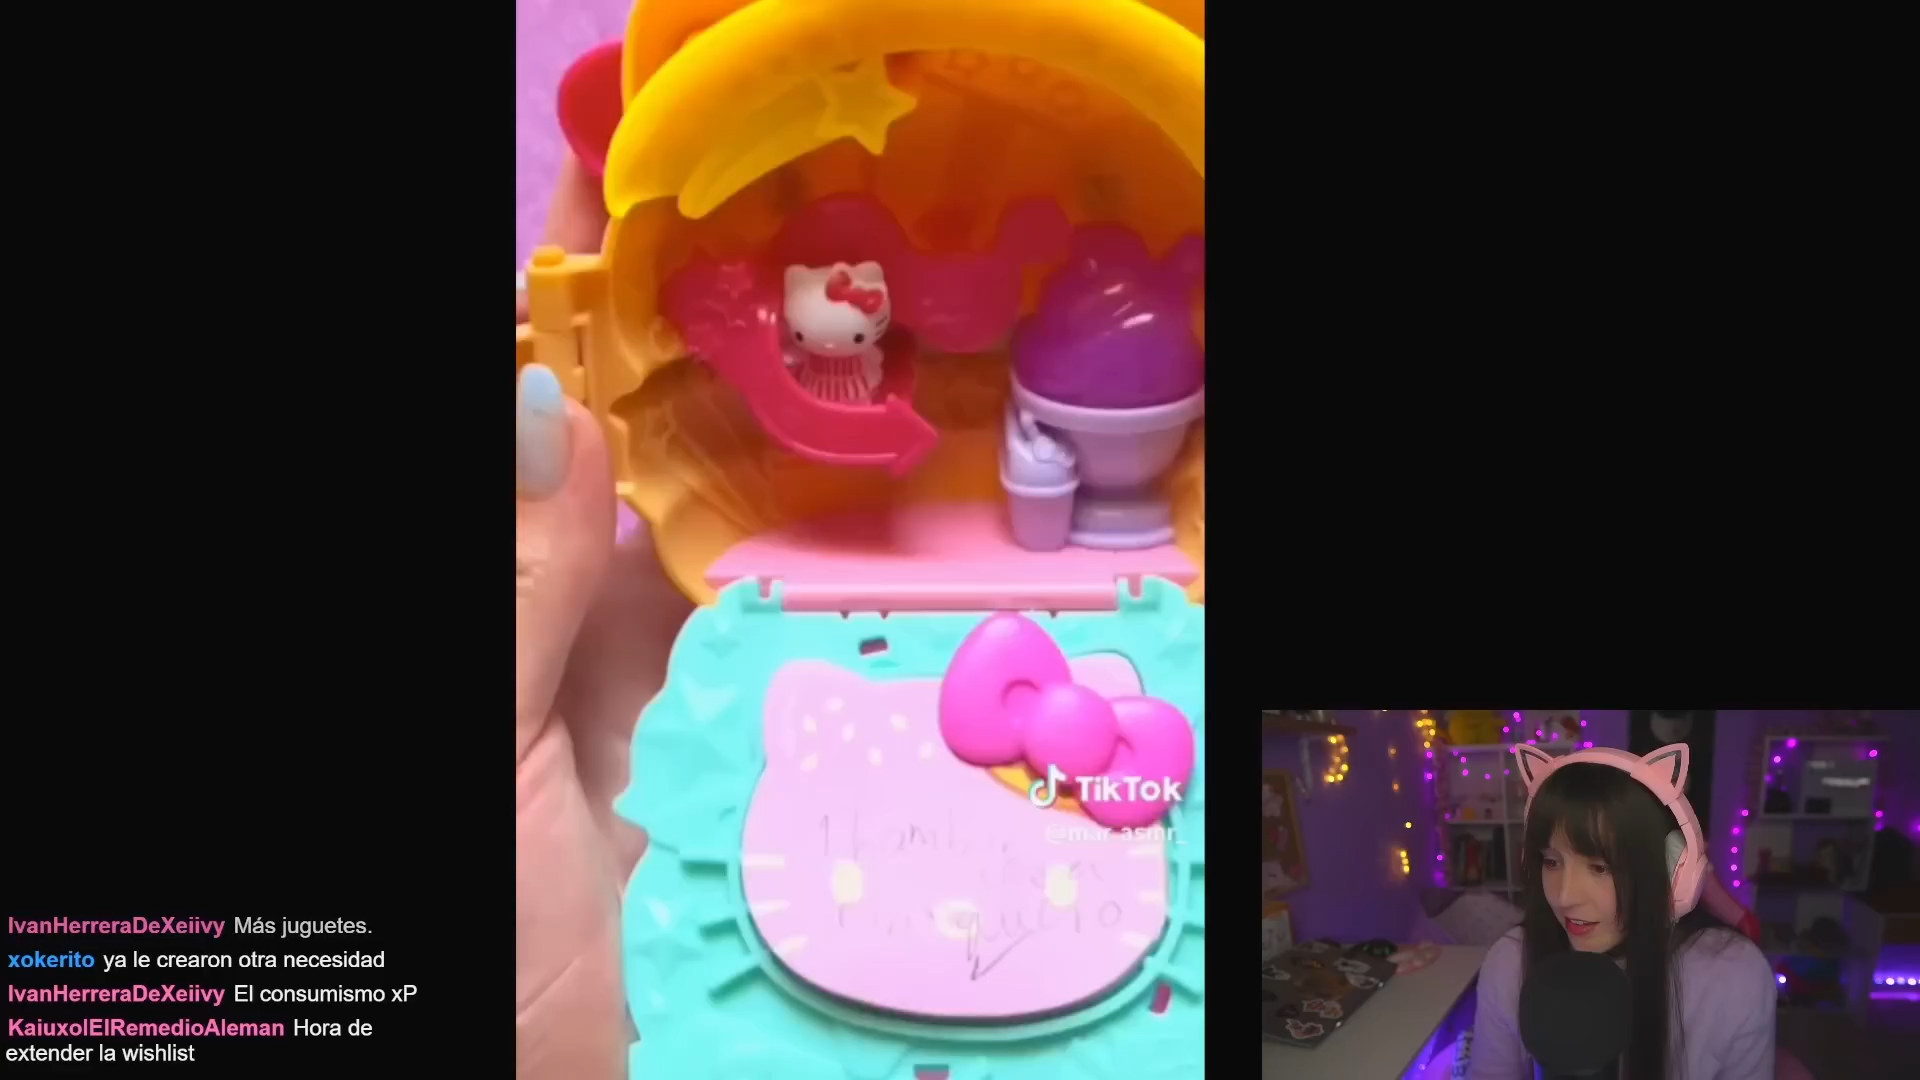 TikTok
@mar_asmr_
IvanHerreraDeXeiivy Más juguetes.
xokerito ya le crearon otra necesidad
IvanHerreraDeXeiivy El consumismo xP
KaiuxolElRemedioAleman Hora de
extender la wishlist